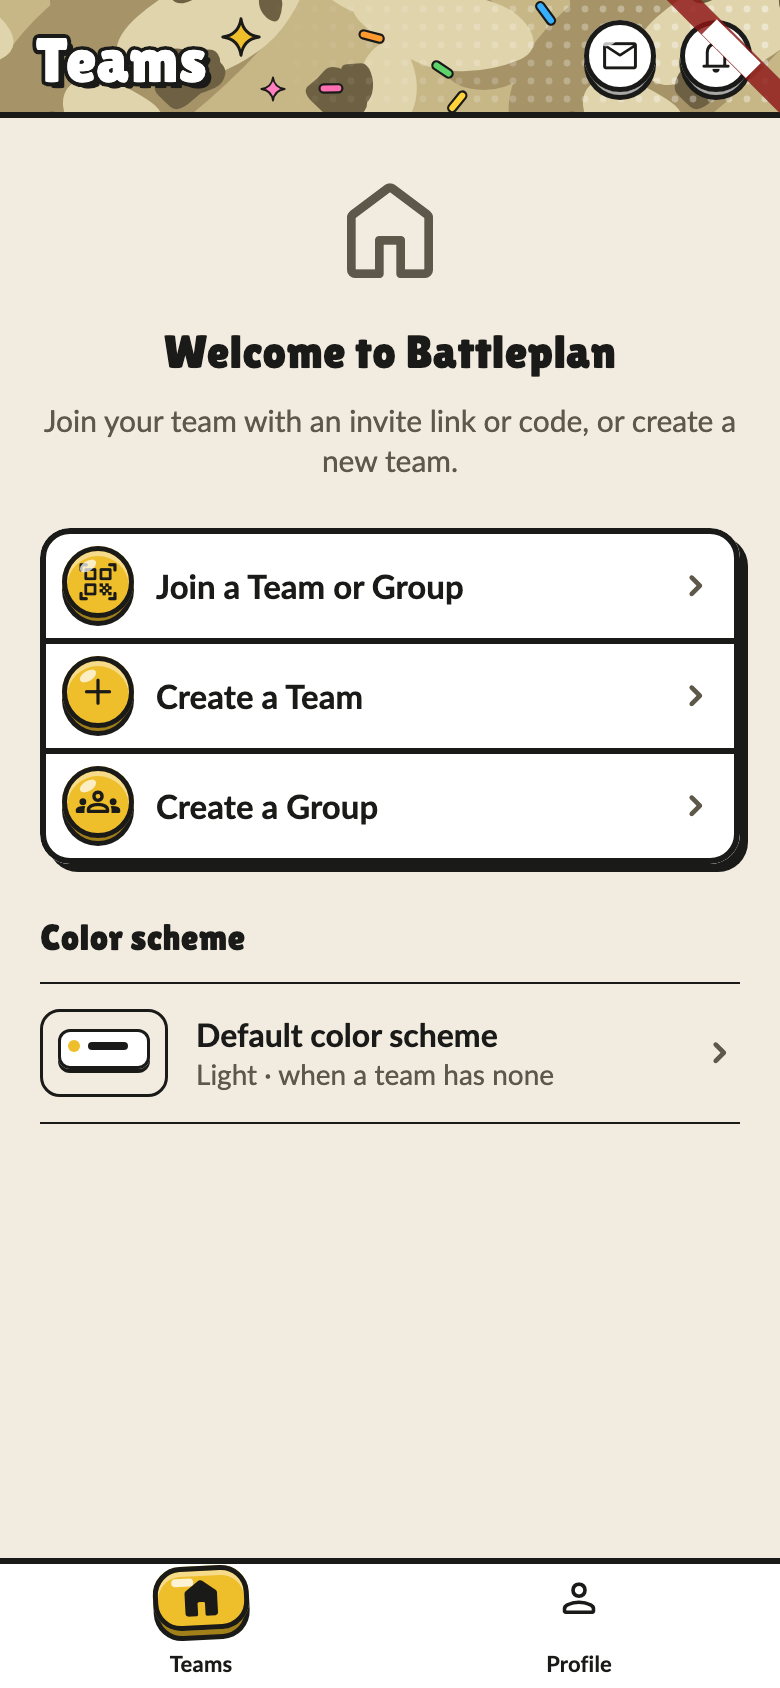 Teams
Welcome to Battleplan
Join your team with an invite link or code, or create a
new team.
Join a Team or Group
Create a Team
Create a Group
Color scheme
Default color scheme
Light · when a team has none
Teams
Profile